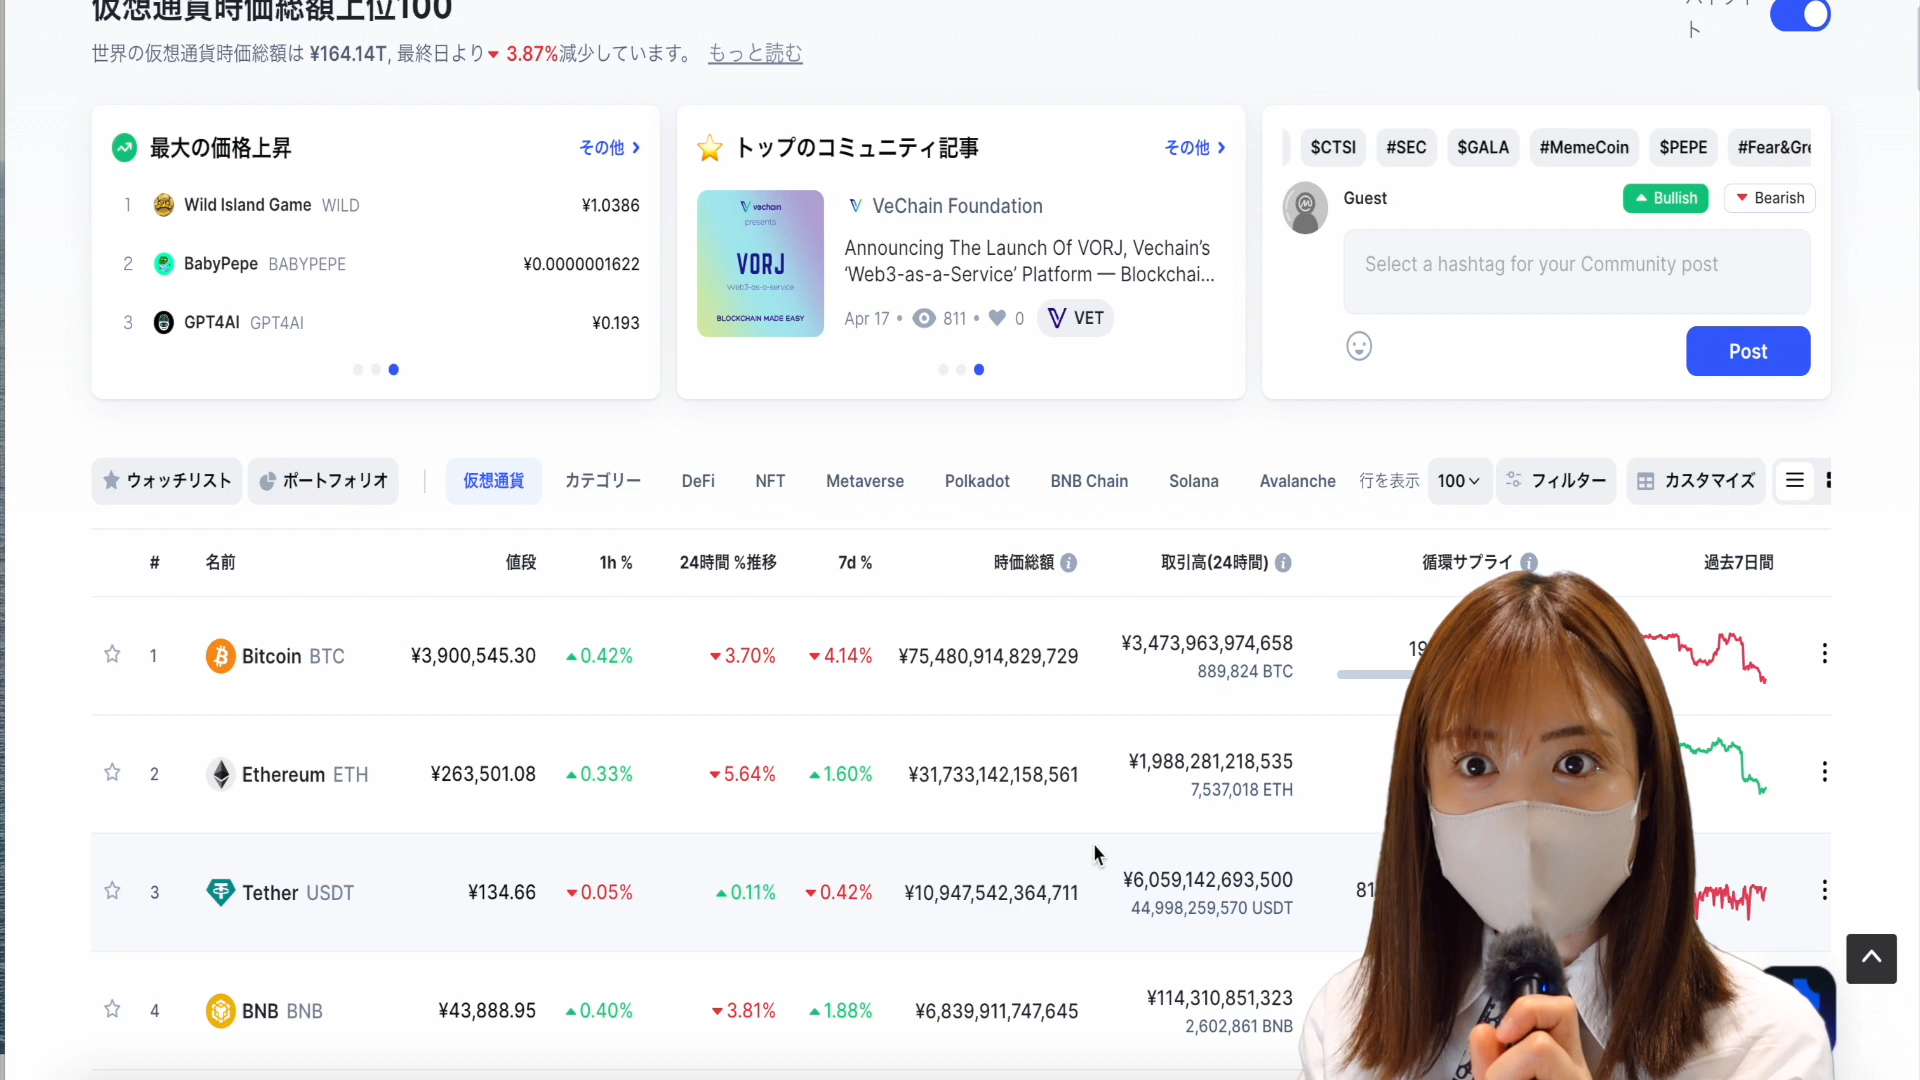 仮想通貨時価総額上位100
世界の仮想通貨時価総額は ¥164.14T, 最終日より 3.87%減少しています。 もっと読む
ト
最大の価格上昇
その他
1 Wild Island Game WILD ¥1.0386
2 BabyPepe BABYPEPE ¥0.0000001622
3 GPT4AI GPT4AI ¥0.193
トップのコミュニティ記事
その他
vechain
presents
VORJ
Web3-as-a-service
BLOCKCHAIN MADE EASY
VeChain Foundation
Announcing The Launch Of VORJ, Vechain's
'Web3-as-a-Service' Platform — Blockchai...
Apr 17 • 811 • 0 VET
$CTSI #SEC $GALA #MemeCoin $PEPE #Fear&Gre
Guest
Bullish Bearish
Select a hashtag for your Community post
Post
ウォッチリスト ポートフォリオ 仮想通貨 カテゴリー DeFi NFT Metaverse Polkadot BNB Chain Solana Avalanche 行を表示 100 フィルター カスタマイズ
# 名前 値段 1h % 24時間 %推移 7d % 時価総額 取引高(24時間) 循環サプライ 過去7日間
1 Bitcoin BTC ¥3,900,545.30 0.42% 3.70% 4.14% ¥75,480,914,829,729 ¥3,473,963,974,658 19
889,824 BTC
2 Ethereum ETH ¥263,501.08 0.33% 5.64% 1.60% ¥31,733,142,158,561 ¥1,988,281,218,535
7,537,018 ETH
3 Tether USDT ¥134.66 0.05% 0.11% 0.42% ¥10,947,542,364,711 ¥6,059,142,693,500 81
44,998,259,570 USDT
4 BNB BNB ¥43,888.95 0.40% 3.81% 1.88% ¥6,839,911,747,645 ¥114,310,851,323
2,602,861 BNB